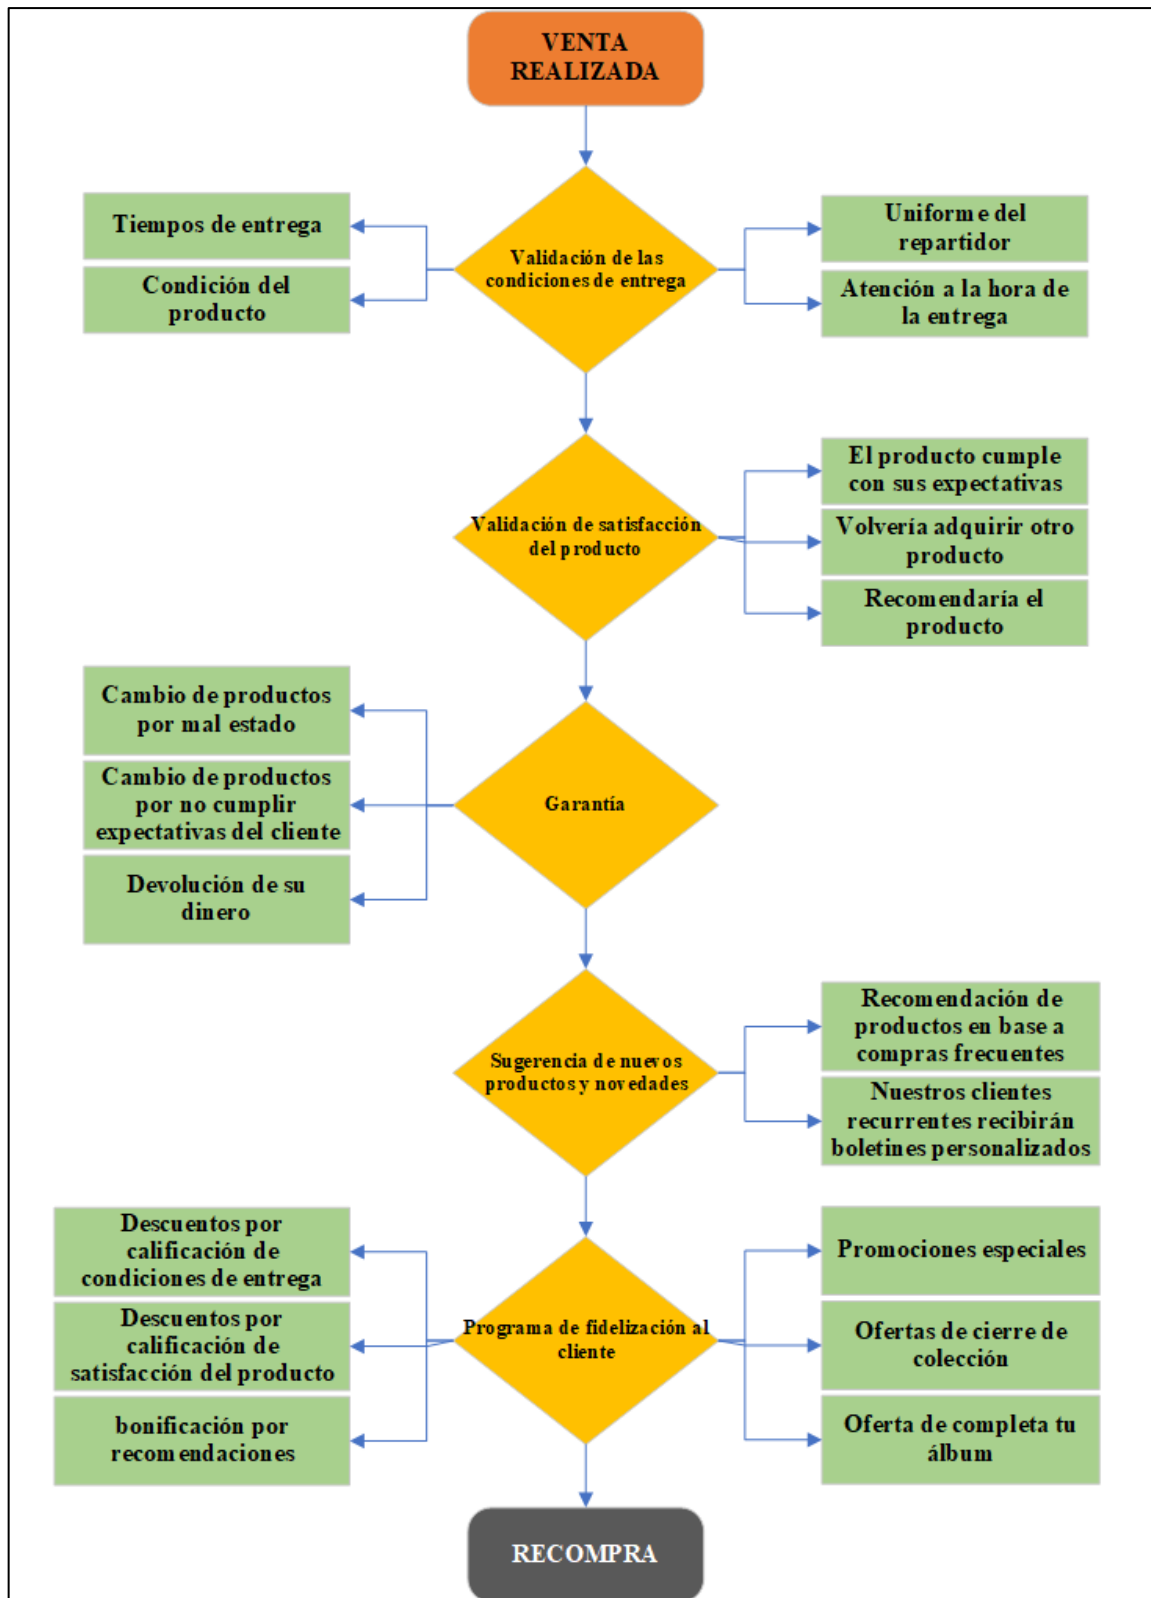 VENTA
REALIZADA
Tiempos de entrega
Condición del
producto
Validación de las
condiciones de entrega
Uniforme del
repartidor
Atención a la hora de
la entrega
Validación de satisfacción
del producto
El producto cumple
con sus expectativas
Volvería adquirir otro
producto
Recomendaría el
producto
Cambio de productos
por mal estado
Cambio de productos
por no cumplir
expectativas del cliente
Devolución de su
dinero
Garantía
Sugerencia de nuevos
productos y novedades
Recomendación de
productos en base a
compras frecuentes
Nuestros clientes
recurrentes recibirán
boletines personalizados
Descuentos por
calificación de
condiciones de entrega
Descuentos por
calificación de
satisfacción del producto
bonificación por
recomendaciones
Programa de fidelización al
cliente
Promociones especiales
Ofertas de cierre de
colección
Oferta de completa tu
álbum
RECOMPRA